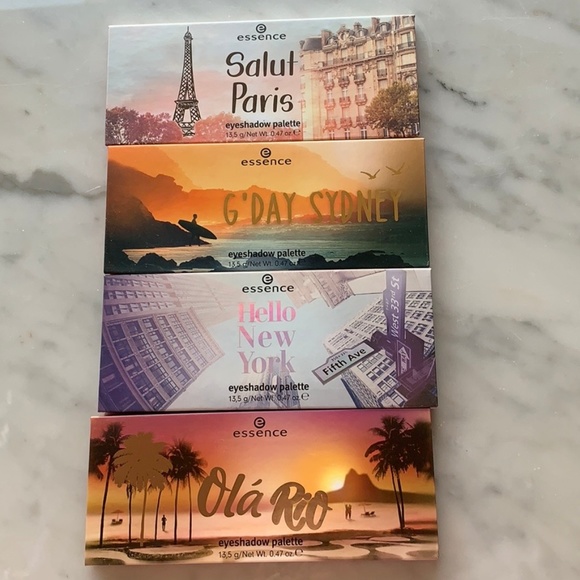 essence
Salut
Paris
eyeshadow palette
13,5 g/Net Wt. 0.47 oz.℮
essence
G'DAY SYDNEY
eyeshadow palette
13,5 g/Net Wt. 0.47 oz.℮
essence
Hello
New
York
West 33rd St
Fifth Ave
eyeshadow palette
13,5 g/Net Wt. 0.47 oz.℮
essence
Olá Rio
eyeshadow palette
13,5 g/Net Wt. 0.47 oz.℮